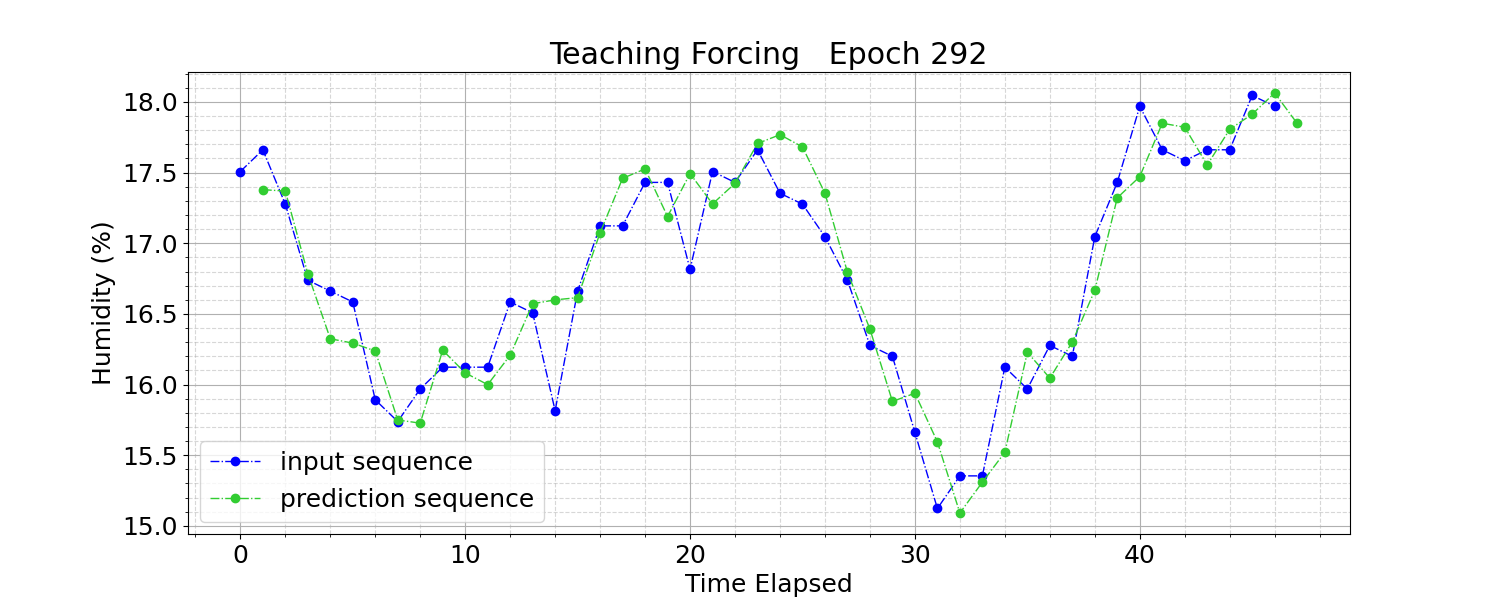 Teaching Forcing   Epoch 292
Humidity (%)
18.0
17.5
17.0
16.5
16.0
15.5
15.0
input sequence
prediction sequence
0 10 20 30 40
Time Elapsed